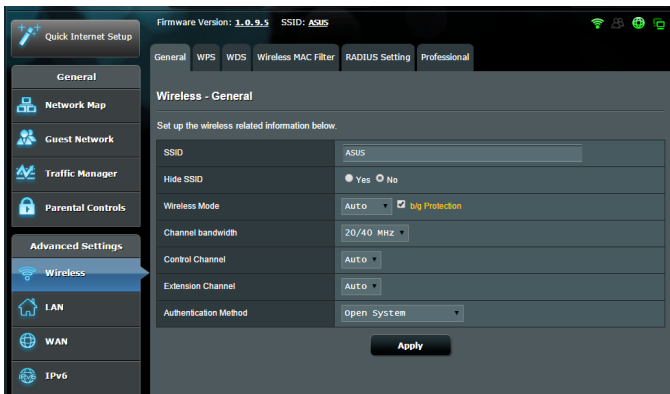 Quick Internet Setup
Firmware Version: 1.0.9.5 SSID: ASUS
General WPS WDS Wireless MAC Filter RADIUS Setting Professional
General
Network Map
Guest Network
Traffic Manager
Parental Controls
Advanced Settings
Wireless
LAN
WAN
IPv6
Wireless - General
Set up the wireless related information below.
SSID ASUS
Hide SSID Yes No
Wireless Mode Auto b/g Protection
Channel bandwidth 20/40 MHz
Control Channel Auto
Extension Channel Auto
Authentication Method Open System
Apply